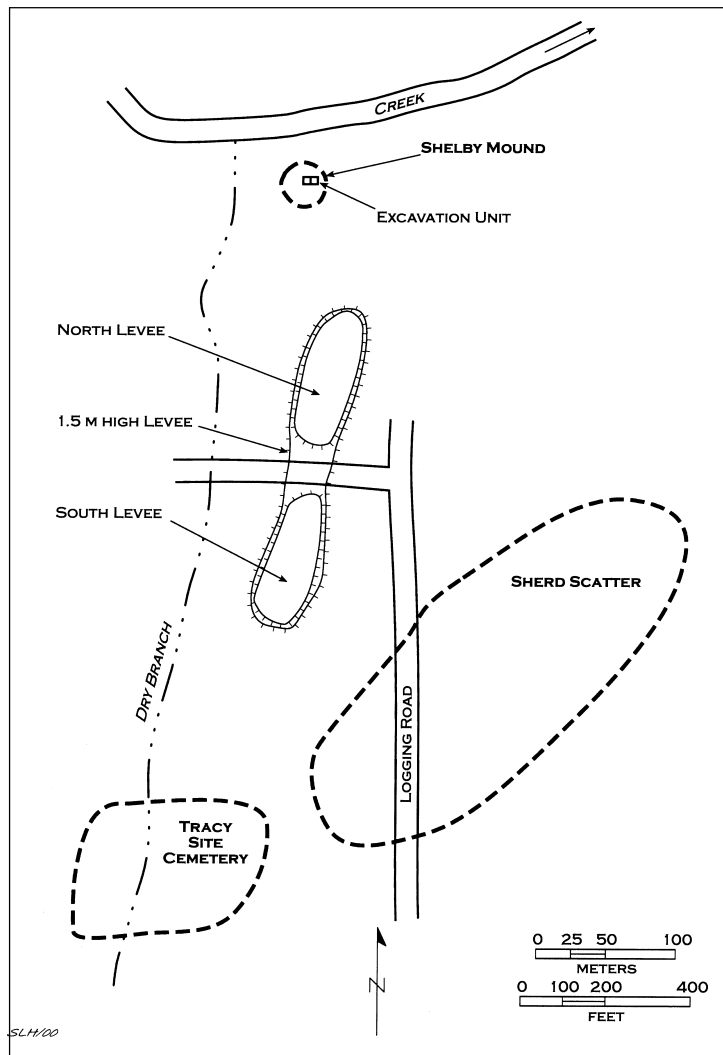 CREEK
SHELBY MOUND
EXCAVATION UNIT
NORTH LEVEE
1.5 M HIGH LEVEE
SOUTH LEVEE
SHERD SCATTER
DRY BRANCH
LOGGING ROAD
TRACY
SITE
CEMETERY
N
0 25 50 100
METERS
0 100 200 400
FEET
SLH/00